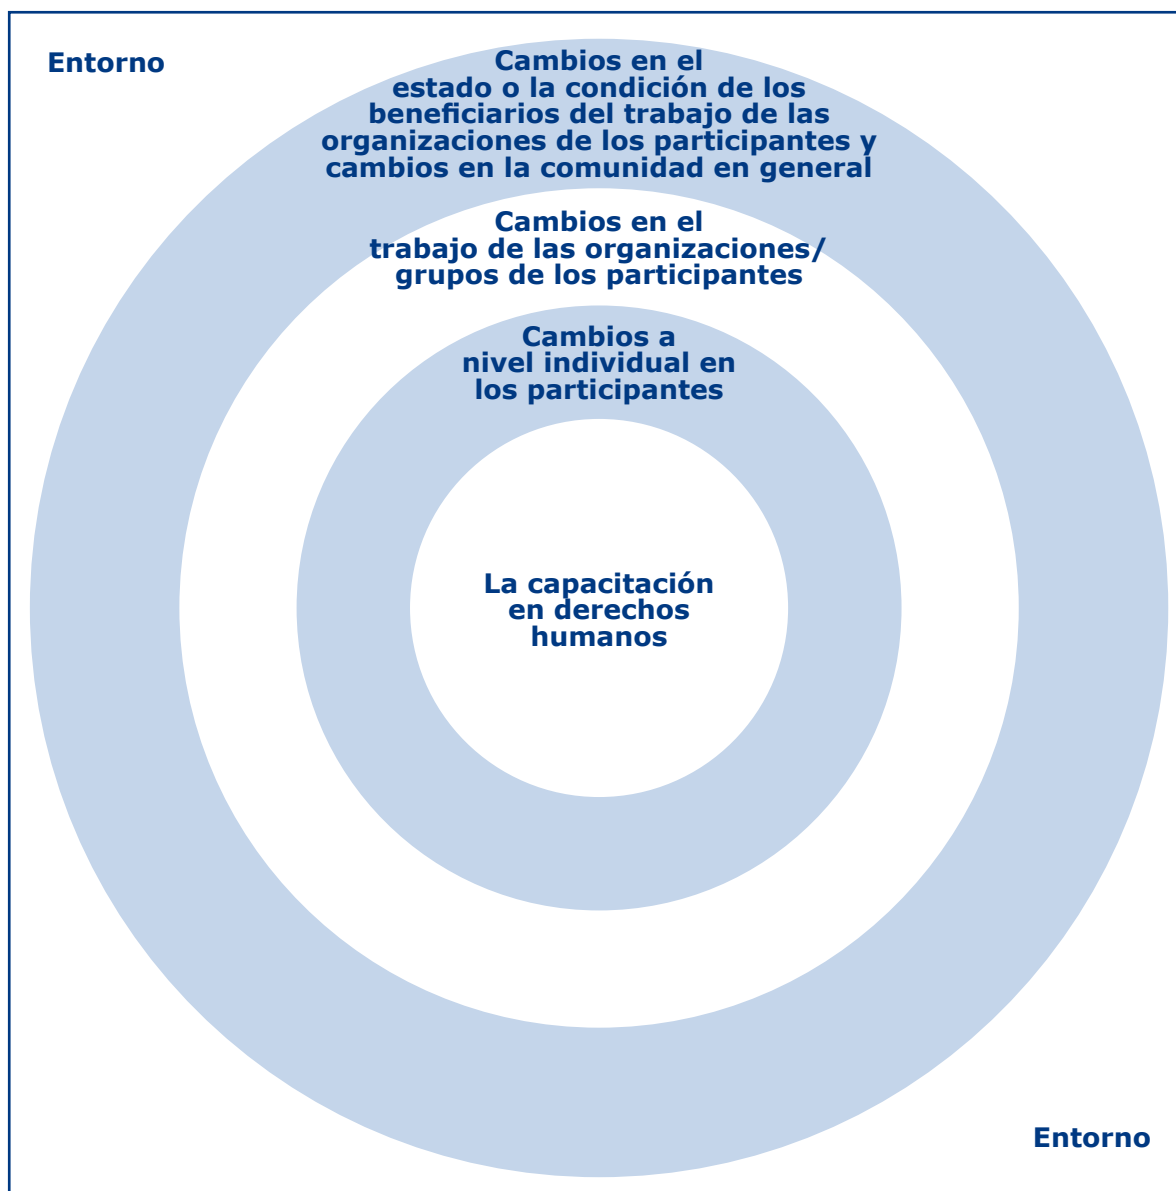 Entorno
Cambios en el
estado o la condición de los
beneficiarios del trabajo de las
organizaciones de los participantes y
cambios en la comunidad en general
Cambios en el
trabajo de las organizaciones/
grupos de los participantes
Cambios a
nivel individual en
los participantes
La capacitación
en derechos
humanos
Entorno